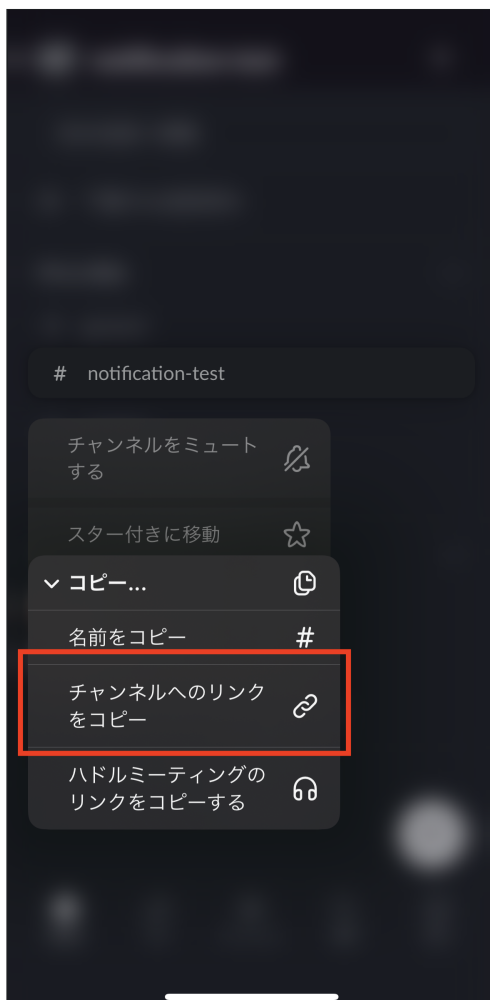 # notification-test
チャンネルをミュート
する
スター付きに移動
コピー...
名前をコピー #
チャンネルへのリンク
をコピー
ハドルミーティングの
リンクをコピーする